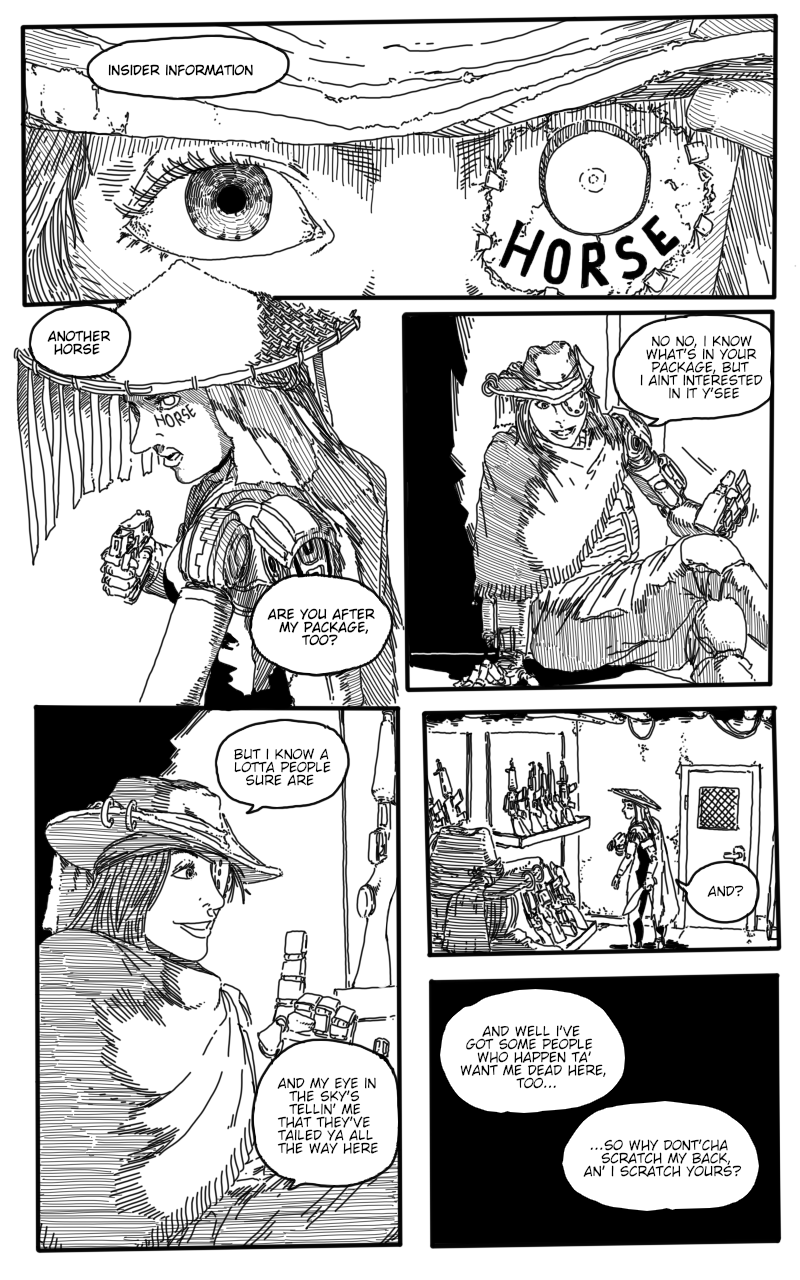 INSIDER INFORMATION
HORSE
ANOTHER
HORSE
HORSE
ARE YOU AFTER
MY PACKAGE,
TOO?
NO NO, I KNOW
WHAT'S IN YOUR
PACKAGE, BUT
I AINT INTERESTED
IN IT Y'SEE
BUT I KNOW A
LOTTA PEOPLE
SURE ARE
AND MY EYE IN
THE SKY'S
TELLIN' ME
THAT THEY'VE
TAILED YA ALL
THE WAY HERE
AND?
AND WELL I'VE
GOT SOME PEOPLE
WHO HAPPEN TA'
WANT ME DEAD HERE,
TOO...
...SO WHY DONT'CHA
SCRATCH MY BACK,
AN' I SCRATCH YOURS?